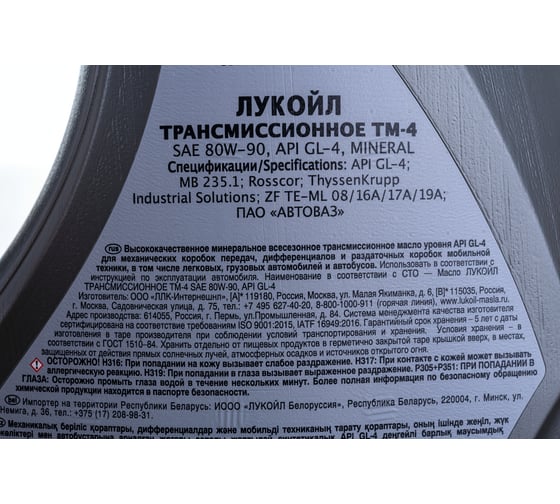 ЛУКОЙЛ
ТРАНСМИССИОННОЕ ТМ-4
SAE 80W-90, API GL-4, MINERAL
Спецификации/Specifications: API GL-4;
MB 235.1; Rosscor; ThyssenKrupp
Industrial Solutions; ZF TE-ML 08/16A/17A/19A;
ПАО «АВТОВАЗ»
RUS Высококачественное минеральное всесезонное трансмиссионное масло уровня API GL-4
для механических коробок передач, дифференциалов и раздаточных коробок мобильной
техники, в том числе легковых, грузовых автомобилей и автобусов. Использовать в соответствии с
инструкцией по эксплуатации автомобиля. Наименование в соответствии с СТО — Масло ЛУКОЙЛ
ТРАНСМИССИОННОЕ ТМ-4 SAE 80W-90, API GL-4
Изготовитель: ООО «ЛЛК-Интернешнл», [А]* 119180, Россия, Москва, ул. Малая Якиманка, д. 6, [В]* 115035, Россия,
г. Москва, Садовническая ул., д. 75, тел. +7 495 627-40-20, 8-800-1000-911 (горячая линия), www.lukoil-masla.ru.
Адрес производства: 614055, Россия, г. Пермь, ул.Промышленная, д. 84. Система менеджмента качества изготовителя
сертифицирована на соответствие требованиям ISO 9001:2015, IATF 16949:2016. Гарантийный срок хранения – 5 лет с даты
изготовления в таре производителя при соблюдении условий транспортирования и хранения. Условия хранения – в
соответствии с ГОСТ 1510-84. Хранить отдельно от пищевых продуктов в герметично закрытой таре крышкой вверх, в местах,
защищенных от действия прямых солнечных лучей, атмосферных осадков и источников открытого огня.
ОСТОРОЖНО! H316: При попадании на кожу вызывает слабое раздражение. H317: При контакте с кожей может вызывать
аллергическую реакцию. H319: При попадании в глаза вызывает выраженное раздражение. P305+P351: ПРИ ПОПАДАНИИ В
ГЛАЗА: Осторожно промыть глаза водой в течение нескольких минут. Более полная информация по безопасному обращению
химической продукции находится в паспорте безопасности.
BEL Импортер на территории Республики Беларусь: ИООО «ЛУКОЙЛ Белоруссия», Республика Беларусь, 220004, г. Минск, ул.
Немига, д. 36, тел.: +375 (17) 208-98-31.
Механикалық беріліс қораптары, дифференциалдар және мобильді техниканың тарату қораптары, оның ішінде жеңіл, жүк
API GL-4 деңгейлі барлық маусымдық